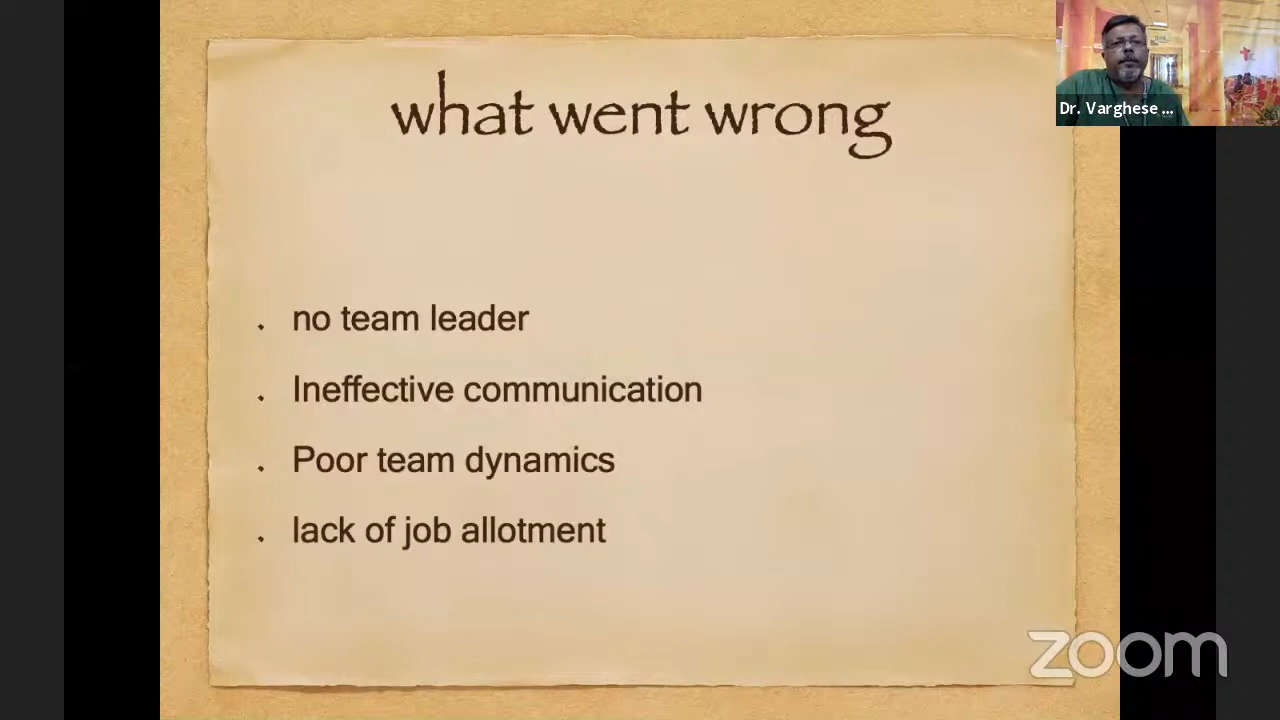 what went wrong
Dr. Varghese ...
. no team leader
. Ineffective communication
. Poor team dynamics
. lack of job allotment
zoom